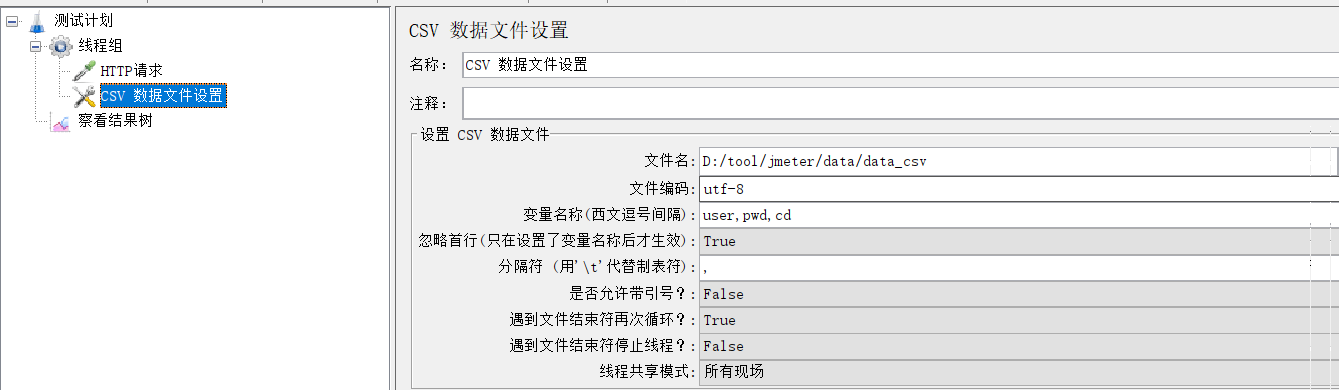 测试计划
线程组
HTTP请求
CSV 数据文件设置
察看结果树
CSV 数据文件设置
名称: CSV 数据文件设置
注释:
设置 CSV 数据文件
文件名: D:/tool/jmeter/data/data_csv
文件编码: utf-8
变量名称(西文逗号间隔): user,pwd,cd
忽略首行(只在设置了变量名称后才生效): True
分隔符 (用'\t'代替制表符): ,
是否允许带引号?: False
遇到文件结束符再次循环?: True
遇到文件结束符停止线程?: False
线程共享模式: 所有现场